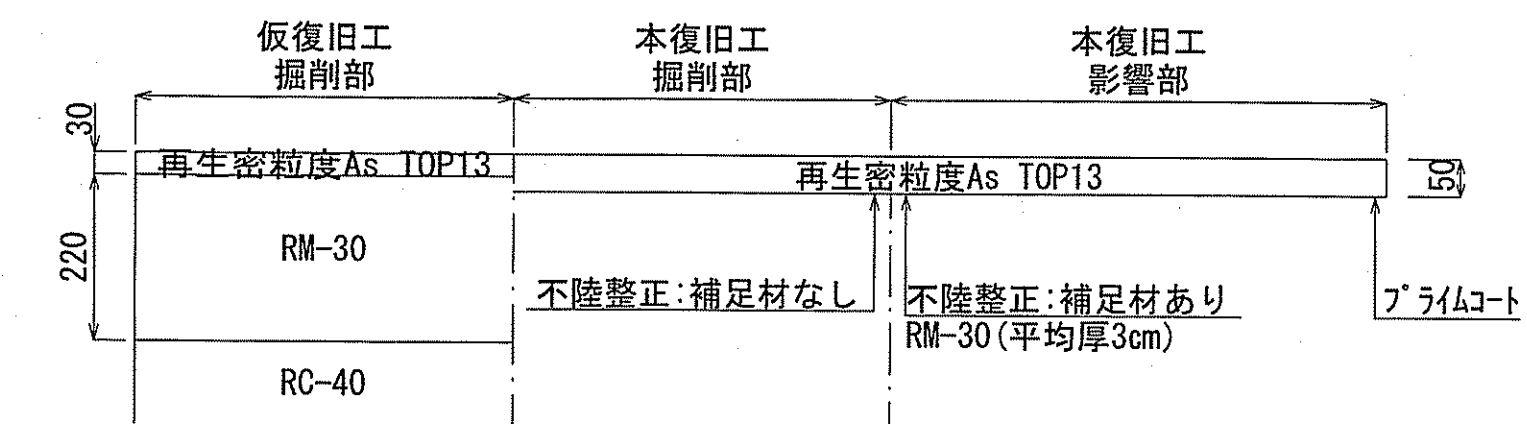 仮復旧工
掘削部
本復旧工
掘削部
本復旧工
影響部
30
再生密粒度As TOP13
再生密粒度As TOP13
50
220
RM-30
不陸整正:補足材なし
不陸整正:補足材あり
RM-30(平均厚3cm)
プライムコート
RC-40